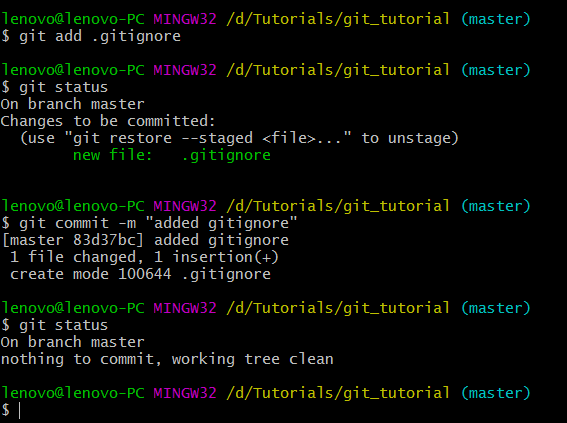 lenovo@lenovo-PC MINGW32 /d/Tutorials/git_tutorial (master)
$ git add .gitignore
lenovo@lenovo-PC MINGW32 /d/Tutorials/git_tutorial (master)
$ git status
On branch master
Changes to be committed:
  (use "git restore --staged <file>..." to unstage)
        new file:   .gitignore
lenovo@lenovo-PC MINGW32 /d/Tutorials/git_tutorial (master)
$ git commit -m "added gitignore"
[master 83d37bc] added gitignore
 1 file changed, 1 insertion(+)
 create mode 100644 .gitignore
lenovo@lenovo-PC MINGW32 /d/Tutorials/git_tutorial (master)
$ git status
On branch master
nothing to commit, working tree clean
lenovo@lenovo-PC MINGW32 /d/Tutorials/git_tutorial (master)
$